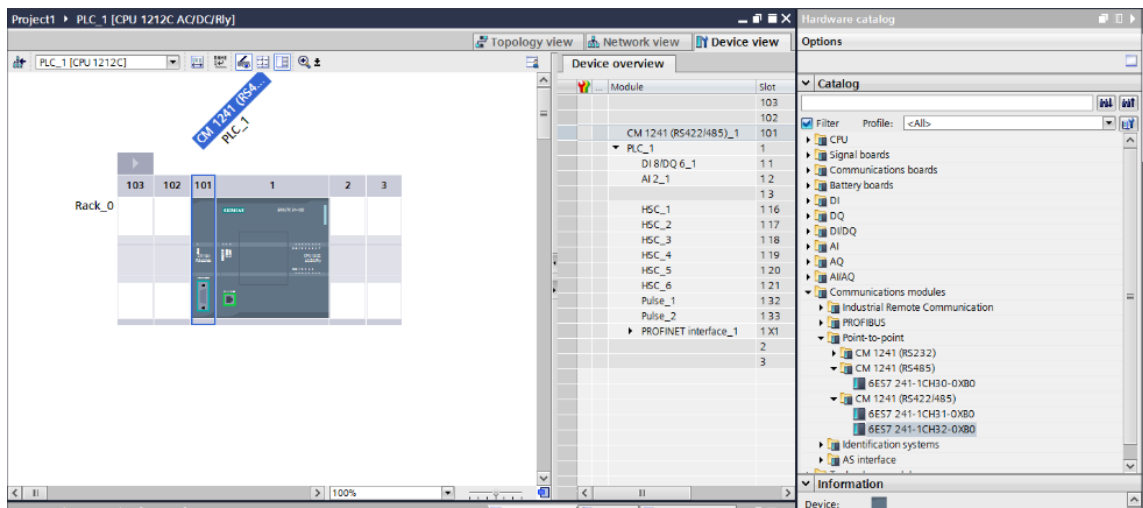 Project1 ▸ PLC_1 [CPU 1212C AC/DC/Rly]
Hardware catalog
Topology view
Network view
Device view
Options
PLC_1 [CPU 1212C]
CM 1241 (RS4...
PLC_1
103 102 101 1 2 3
Rack_0
SIEMENS
100%
Device overview
... Module Slot
103
102
CM 1241 (RS422/485)_1 101
PLC_1 1
DI 8/DQ 6_1 1 1
AI 2_1 1 2
1 3
HSC_1 1 16
HSC_2 1 17
HSC_3 1 18
HSC_4 1 19
HSC_5 1 20
HSC_6 1 21
Pulse_1 1 32
Pulse_2 1 33
PROFINET interface_1 1 X1
2
3
Catalog
Filter Profile: <All>
CPU
Signal boards
Communications boards
Battery boards
DI
DQ
DI/DQ
AI
AQ
AI/AQ
Communications modules
Industrial Remote Communication
PROFIBUS
Point-to-point
CM 1241 (RS232)
CM 1241 (RS485)
6ES7 241-1CH30-0XB0
CM 1241 (RS422/485)
6ES7 241-1CH31-0XB0
6ES7 241-1CH32-0XB0
Identification systems
AS interface
Information
Device: